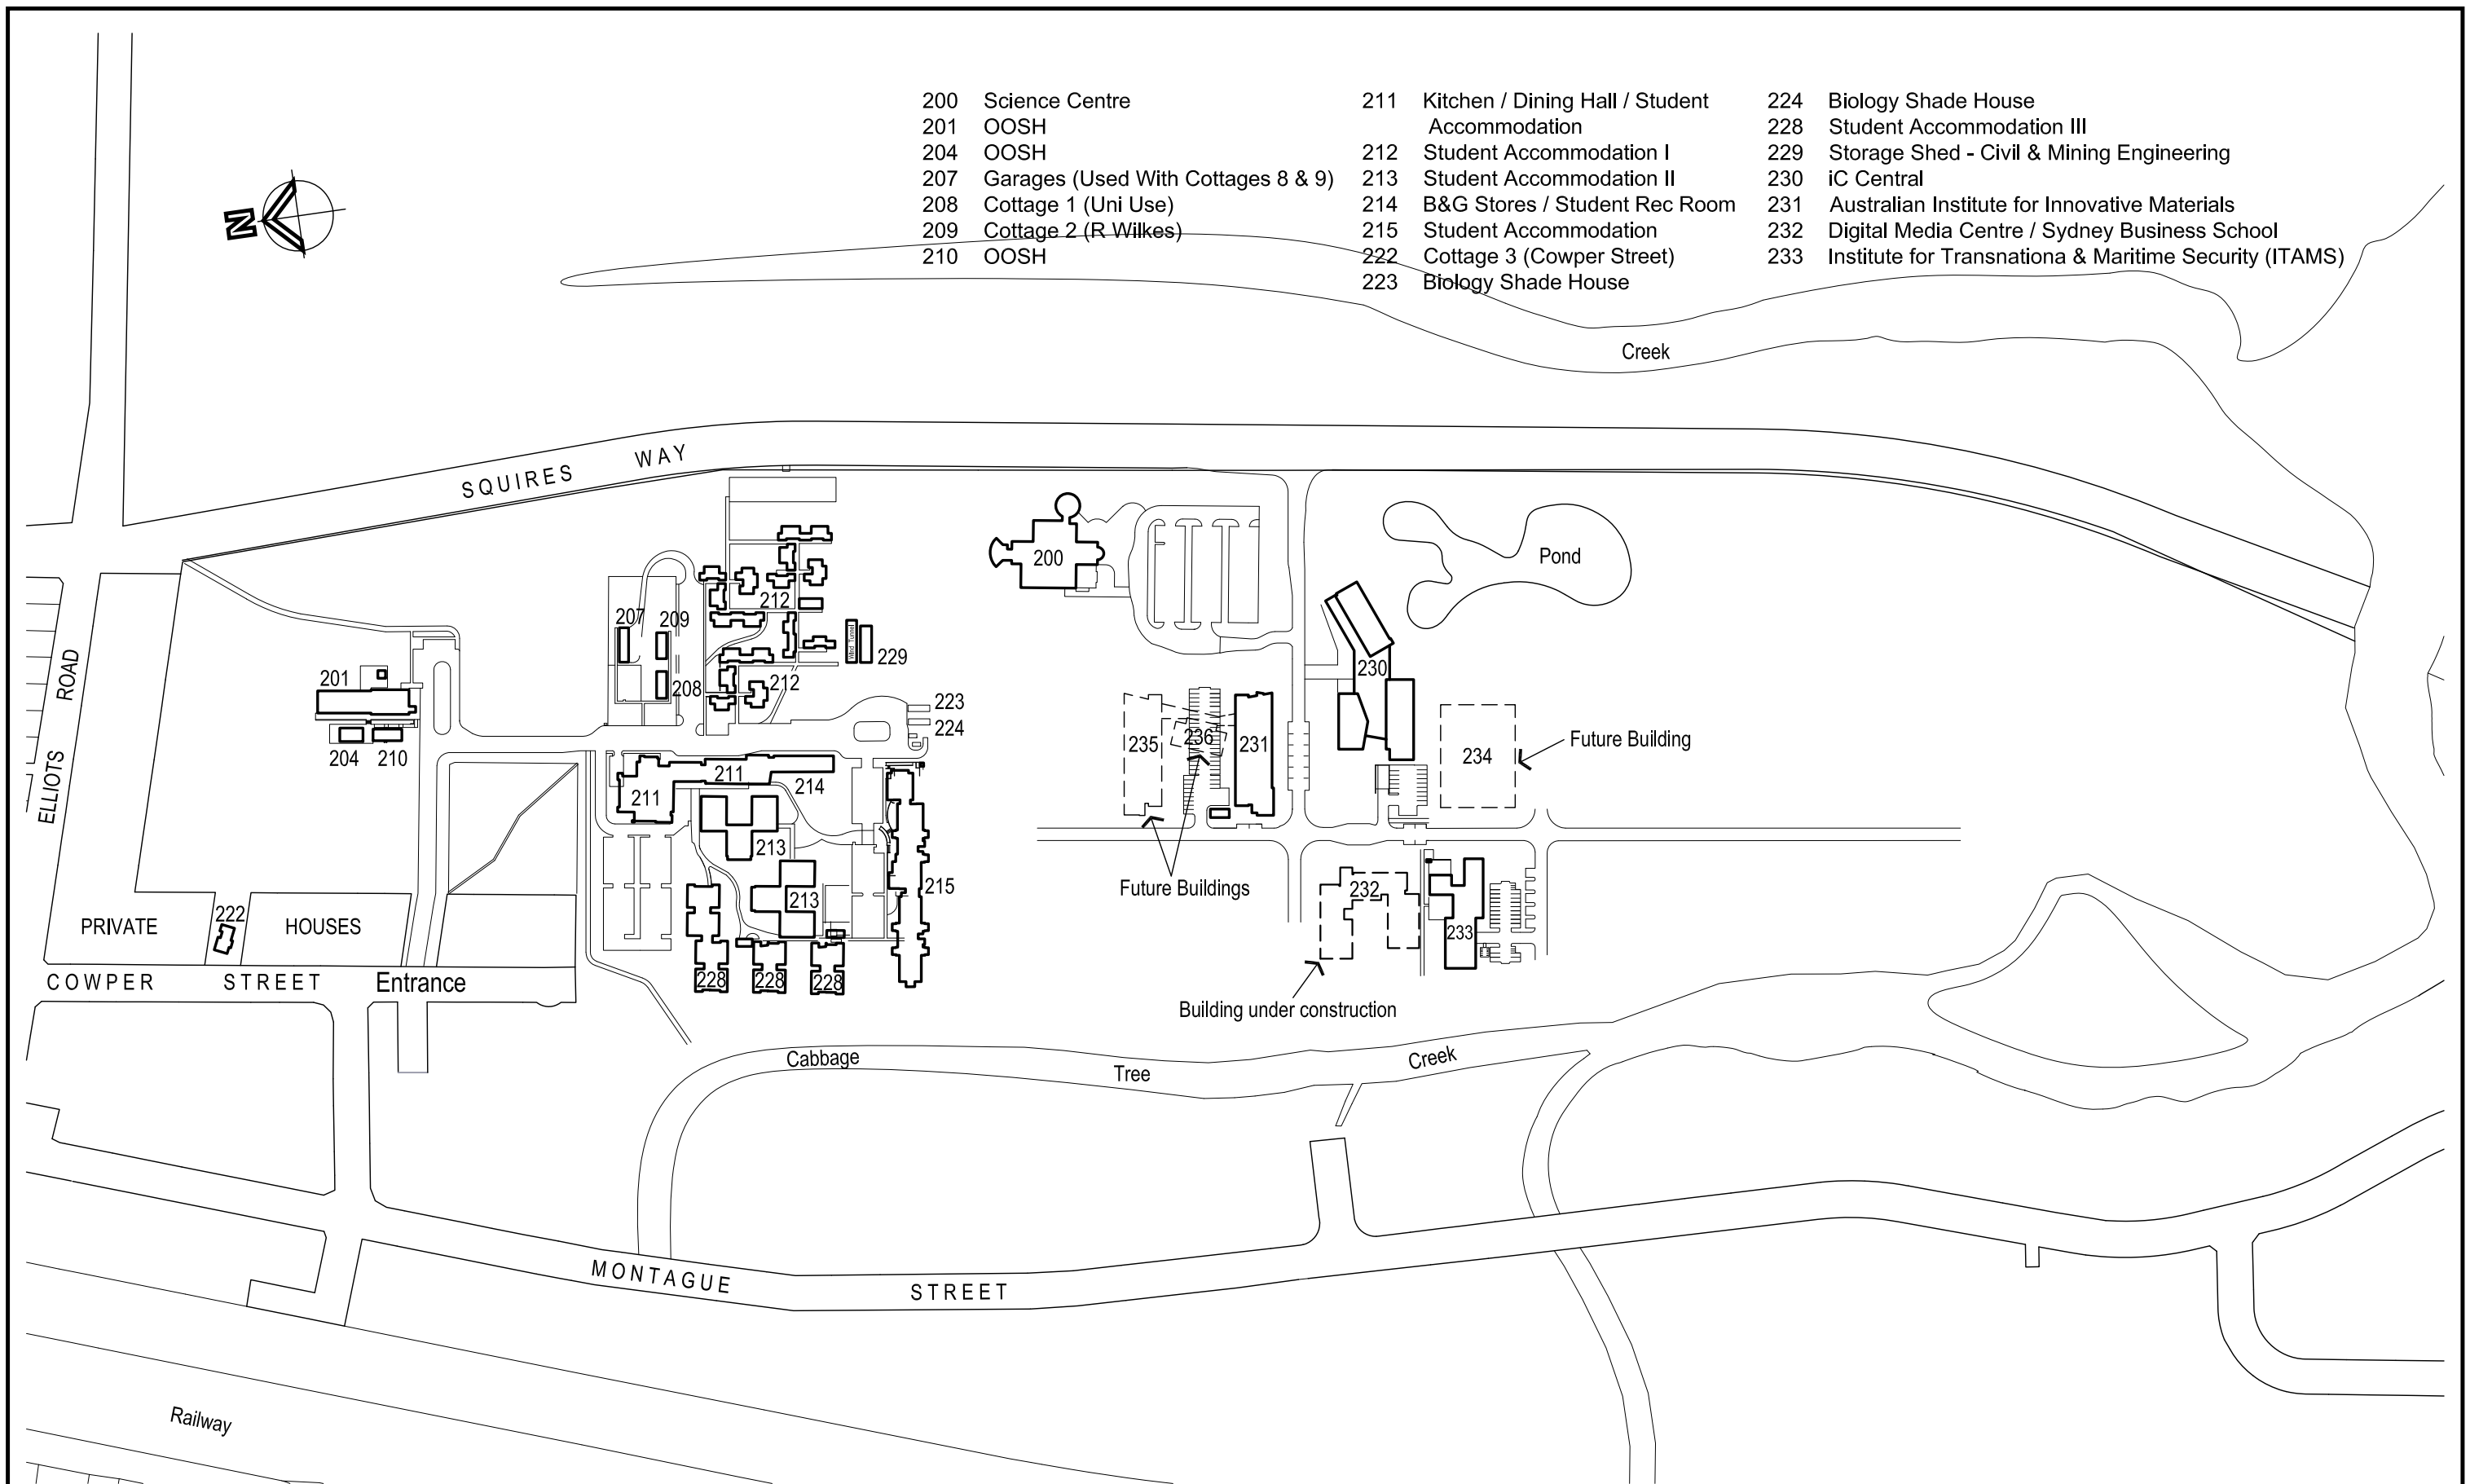 200 Science Centre
201 OOSH
204 OOSH
207 Garages (Used With Cottages 8 & 9)
208 Cottage 1 (Uni Use)
209 Cottage 2 (R Wilkes)
210 OOSH
211 Kitchen / Dining Hall / Student
Accommodation
212 Student Accommodation I
213 Student Accommodation II
214 B&G Stores / Student Rec Room
215 Student Accommodation
222 Cottage 3 (Cowper Street)
223 Biology Shade House
224 Biology Shade House
228 Student Accommodation III
229 Storage Shed - Civil & Mining Engineering
230 iC Central
231 Australian Institute for Innovative Materials
232 Digital Media Centre / Sydney Business School
233 Institute for Transnationa & Maritime Security (ITAMS)
N
Creek
SQUIRES WAY
200
Pond
207
209
212
Wind Tunnel
229
201
208
212
230
223
224
204
210
235
236
231
234
Future Building
ELLIOTS ROAD
211
211
214
213
213
215
Future Buildings
232
233
222
PRIVATE
HOUSES
228
228
228
COWPER STREET
Entrance
Building under construction
Cabbage
Tree
Creek
MONTAGUE STREET
Railway